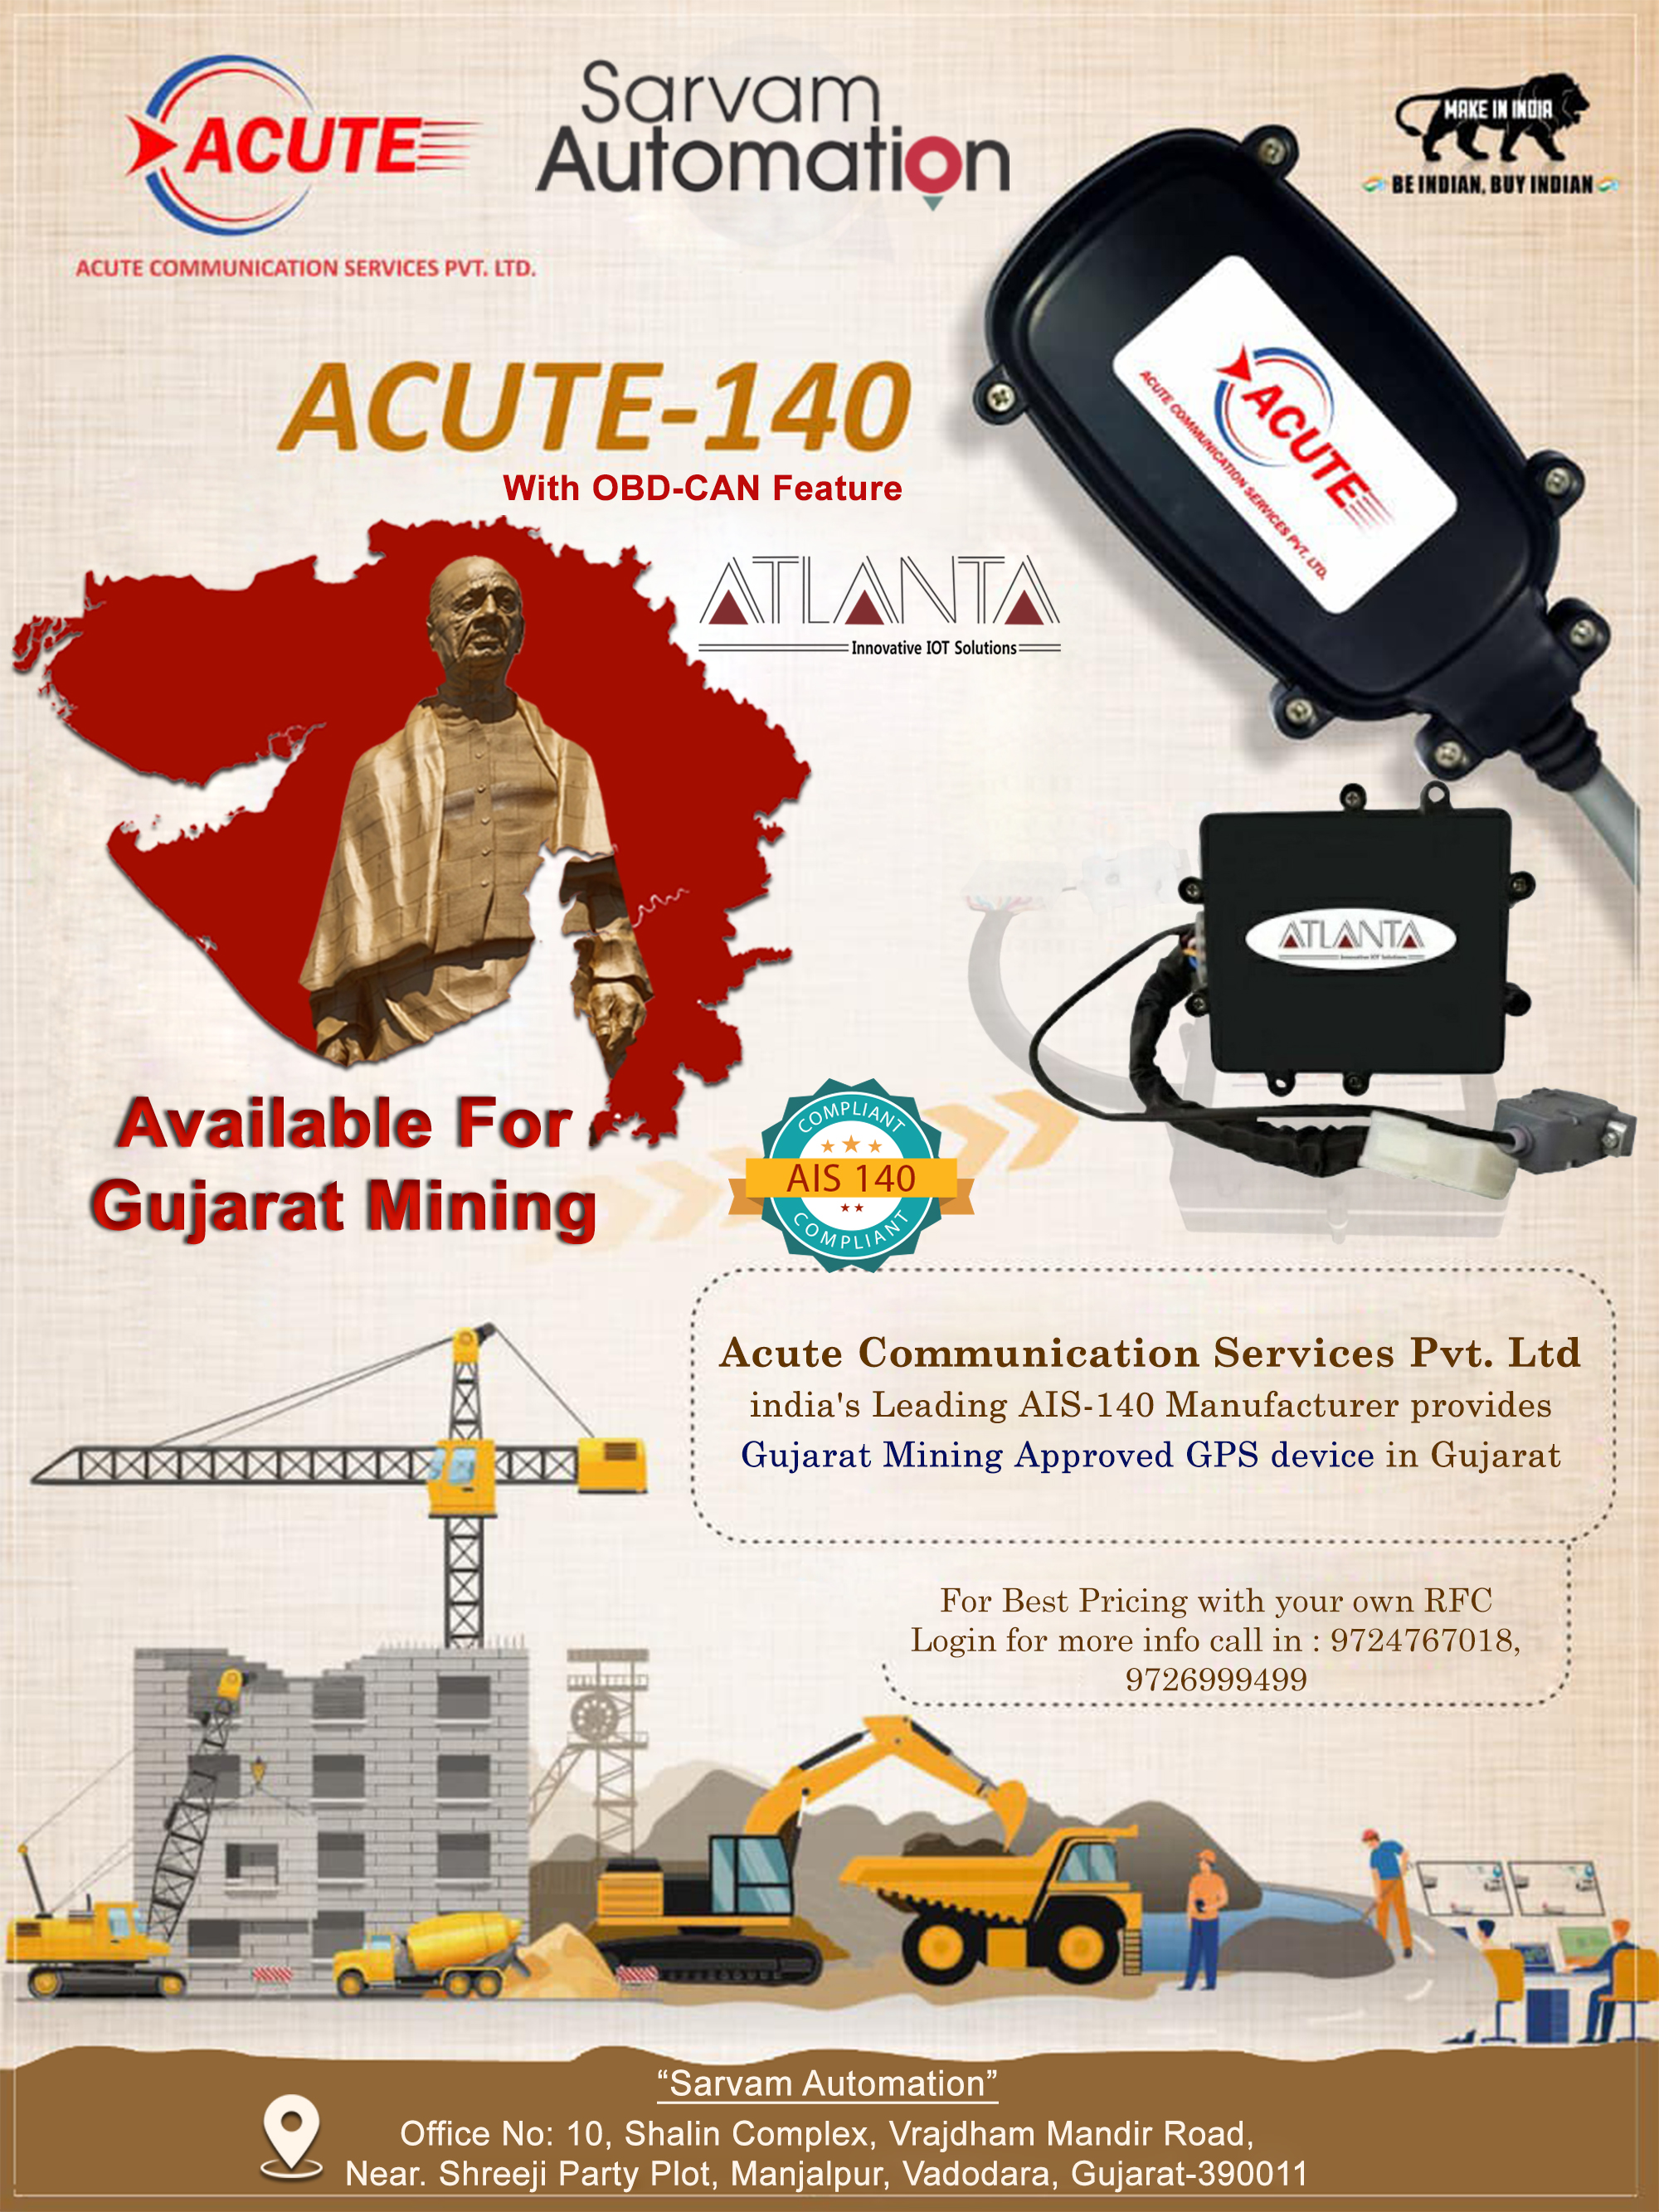 ACUTE
ACUTE COMMUNICATION SERVICES PVT. LTD.
Sarvam
Automation
MAKE IN INDIA
BE INDIAN, BUY INDIAN
ACUTE-140
With OBD-CAN Feature
ACUTE
ACUTE COMMUNICATION SERVICES PVT. LTD.
ATLANTA
Innovative IOT Solutions
ATLANTA
Innovative IOT Solutions
Available For
Gujarat Mining
COMPLIANT
AIS 140
COMPLIANT
Acute Communication Services Pvt. Ltd
india's Leading AIS-140 Manufacturer provides
Gujarat Mining Approved GPS device in Gujarat
For Best Pricing with your own RFC
Login for more info call in : 9724767018,
9726999499
“Sarvam Automation”
Office No: 10, Shalin Complex, Vrajdham Mandir Road,
Near. Shreeji Party Plot, Manjalpur, Vadodara, Gujarat-390011